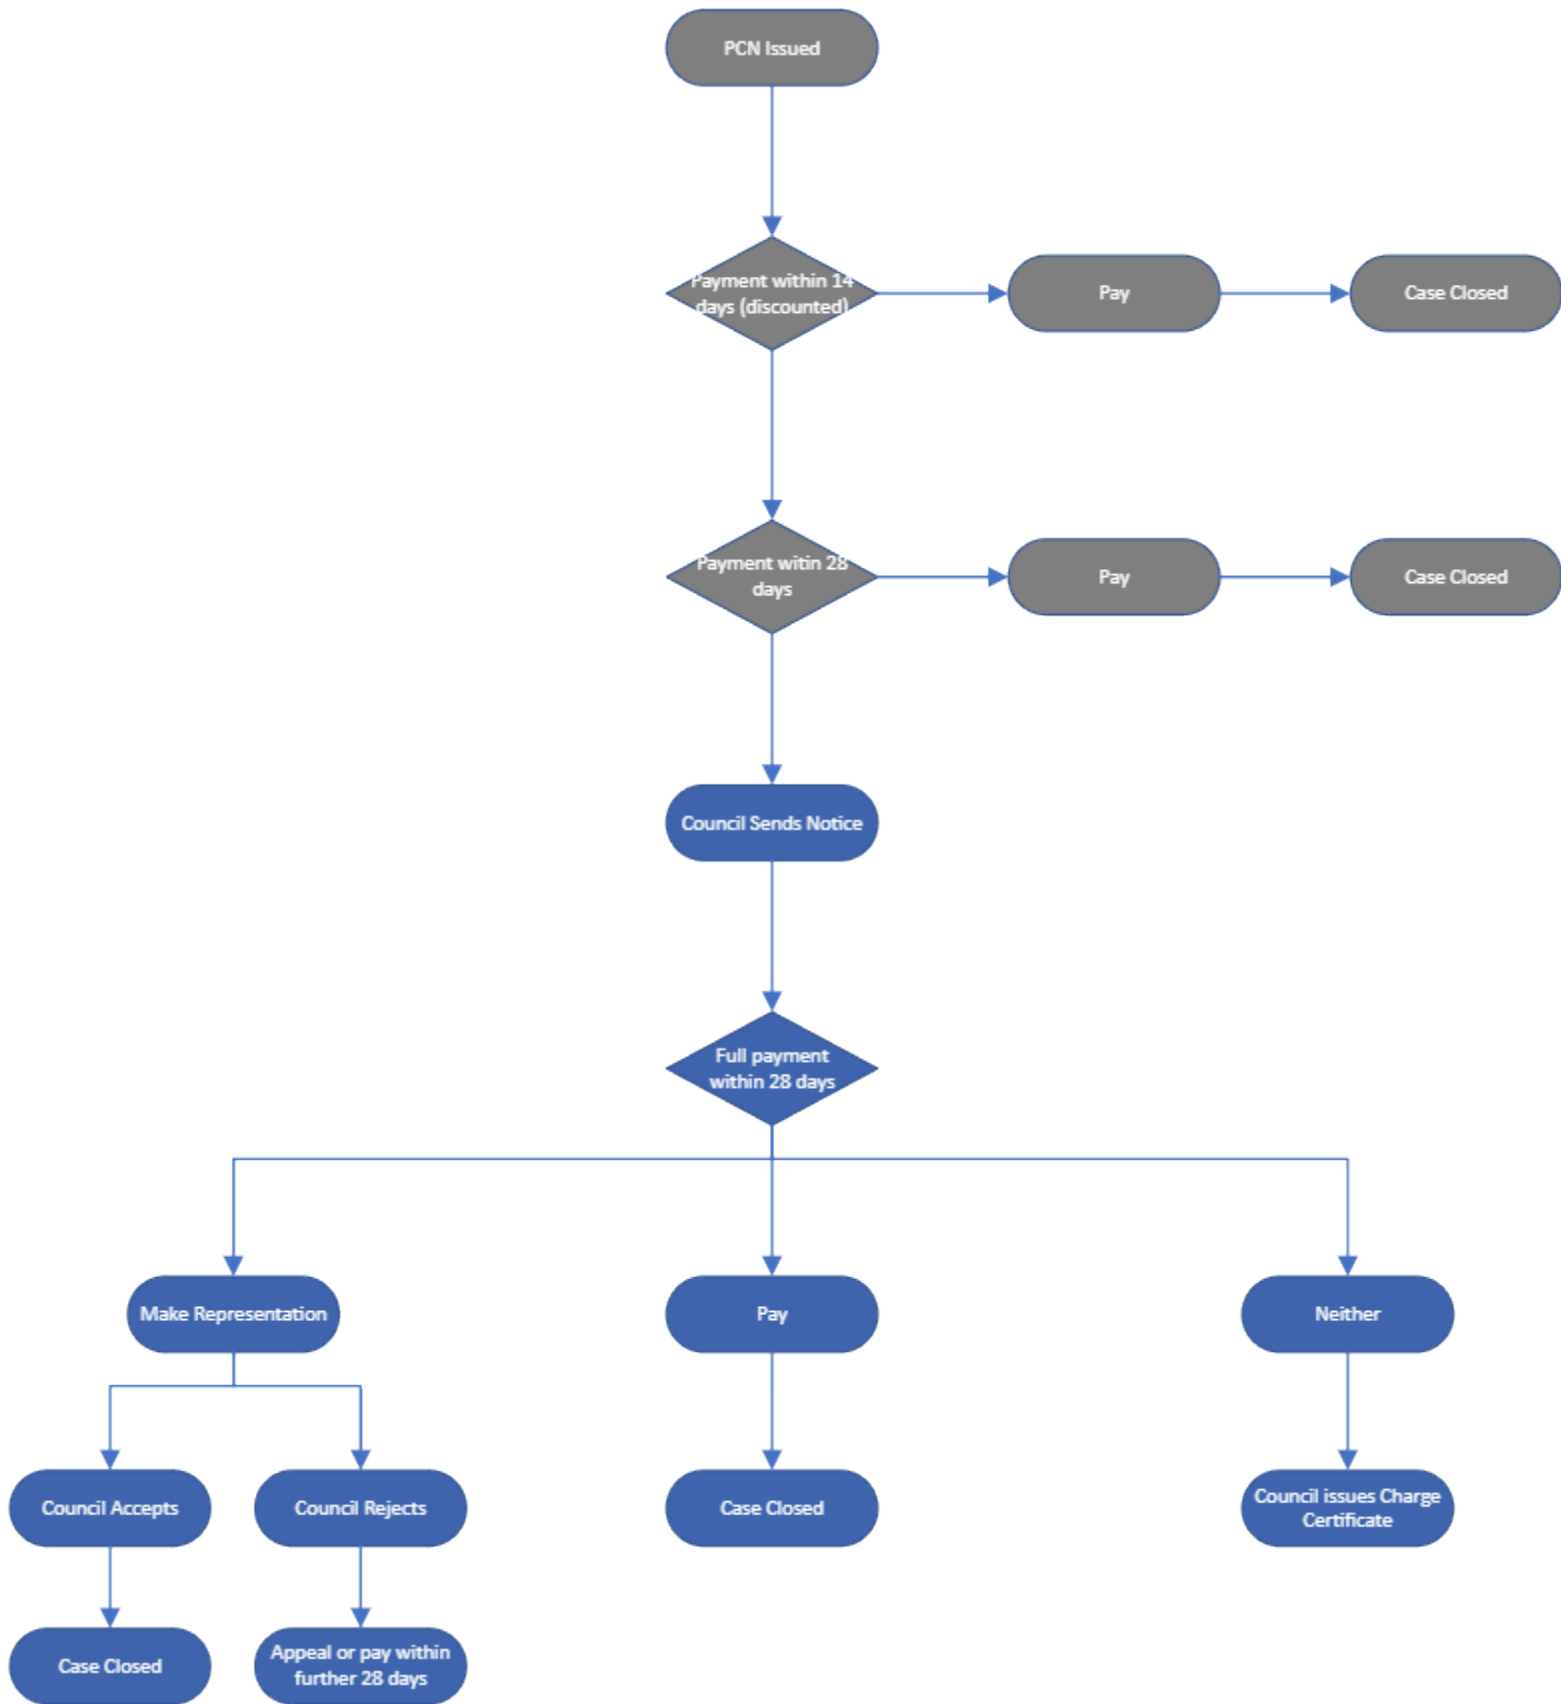 PCN Issued
Payment within 14
days (discounted)
Pay
Case Closed
Payment witin 28
days
Pay
Case Closed
Council Sends Notice
Full payment
within 28 days
Make Representation
Pay
Neither
Council Accepts
Council Rejects
Case Closed
Council issues Charge
Certificate
Case Closed
Appeal or pay within
further 28 days